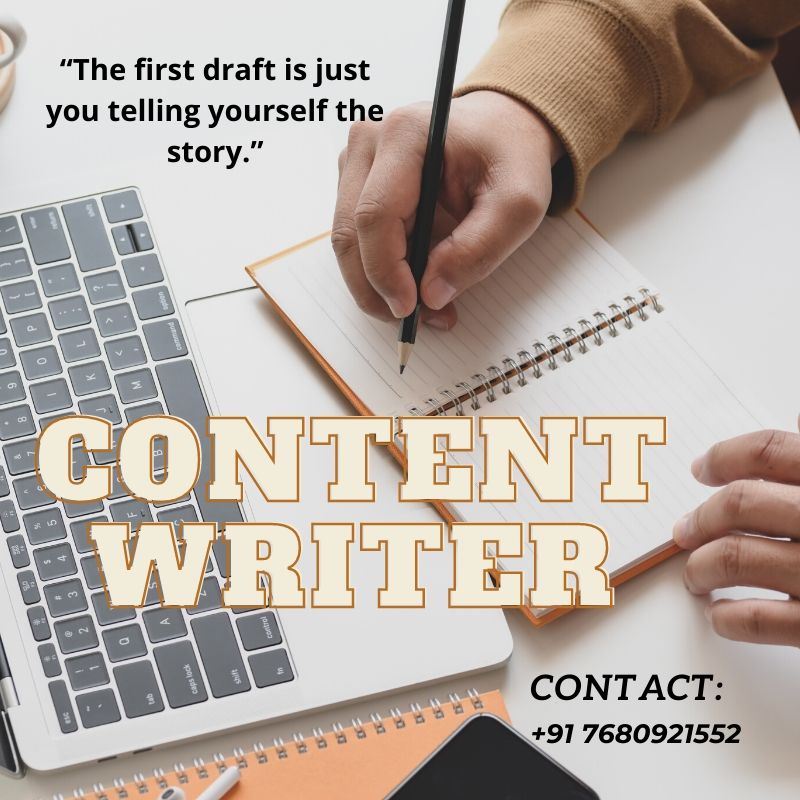 “The first draft is just
you telling yourself the
story.”
CONTENT
WRITER
CONTACT:
+91 7680921552